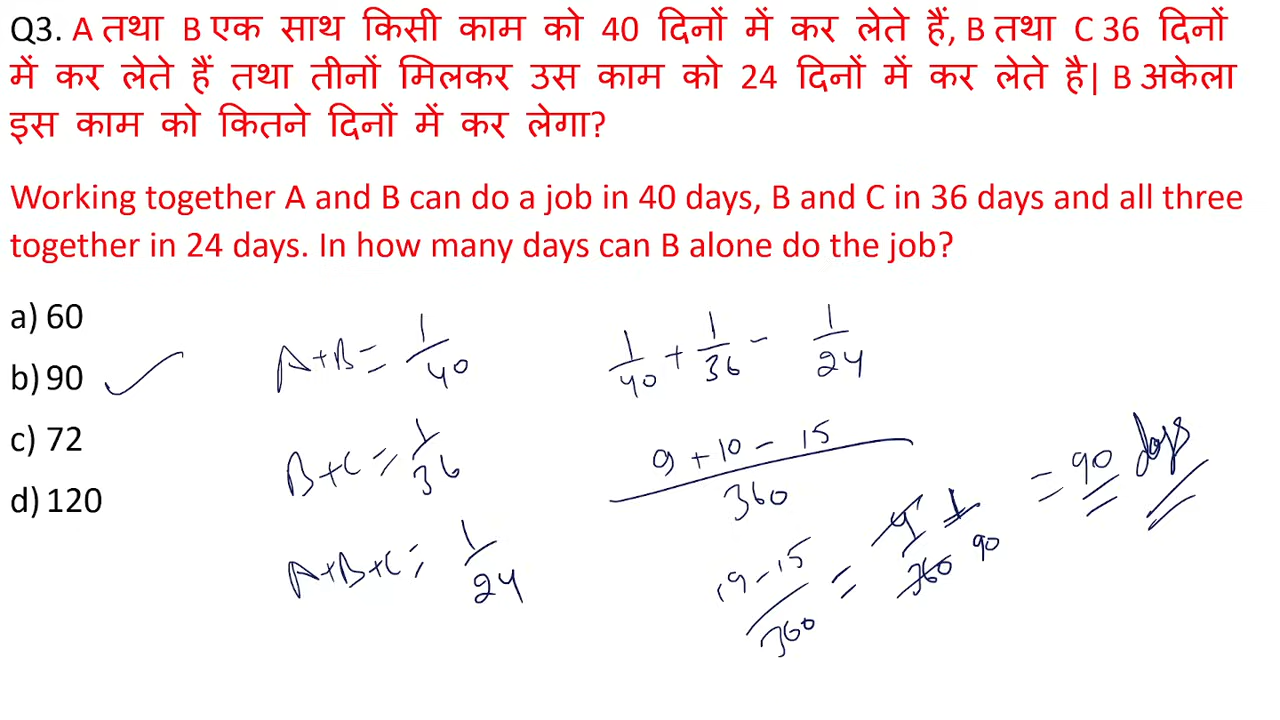 Q3. A तथा B एक साथ किसी काम को 40 दिनों में कर लेते हैं, B तथा C 36 दिनों
में कर लेते हैं तथा तीनों मिलकर उस काम को 24 दिनों में कर लेते है| B अकेला
इस काम को कितने दिनों में कर लेगा?
Working together A and B can do a job in 40 days, B and C in 36 days and all three
together in 24 days. In how many days can B alone do the job?
a) 60
b) 90
c) 72
d) 120
A+B = 1/40
B+C = 1/36
A+B+C = 1/24
1/40 + 1/36 - 1/24
9 + 10 - 15
360
19-15/360 = 4/360 1/90
= 90 days